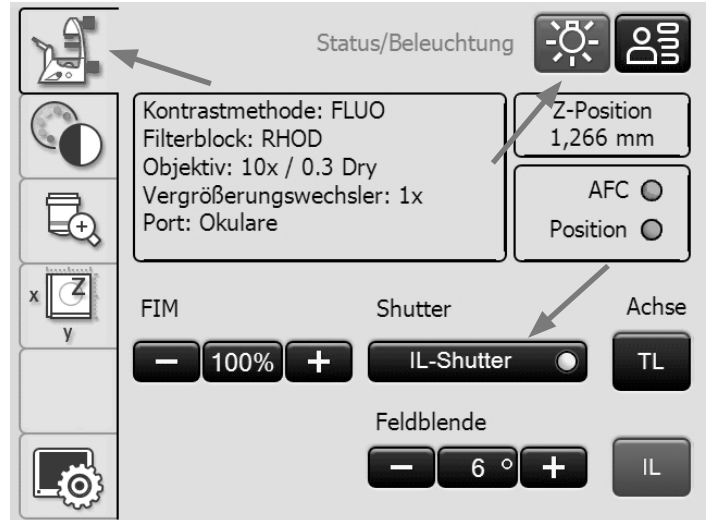 Status/Beleuchtung
Kontrastmethode: FLUO
Filterblock: RHOD
Objektiv: 10x / 0.3 Dry
Vergrößerungswechsler: 1x
Port: Okulare
Z-Position
1,266 mm
AFC
Position
x
Z
y
FIM
Shutter
Achse
− 100% +
IL-Shutter
TL
Feldblende
− 6 +
IL